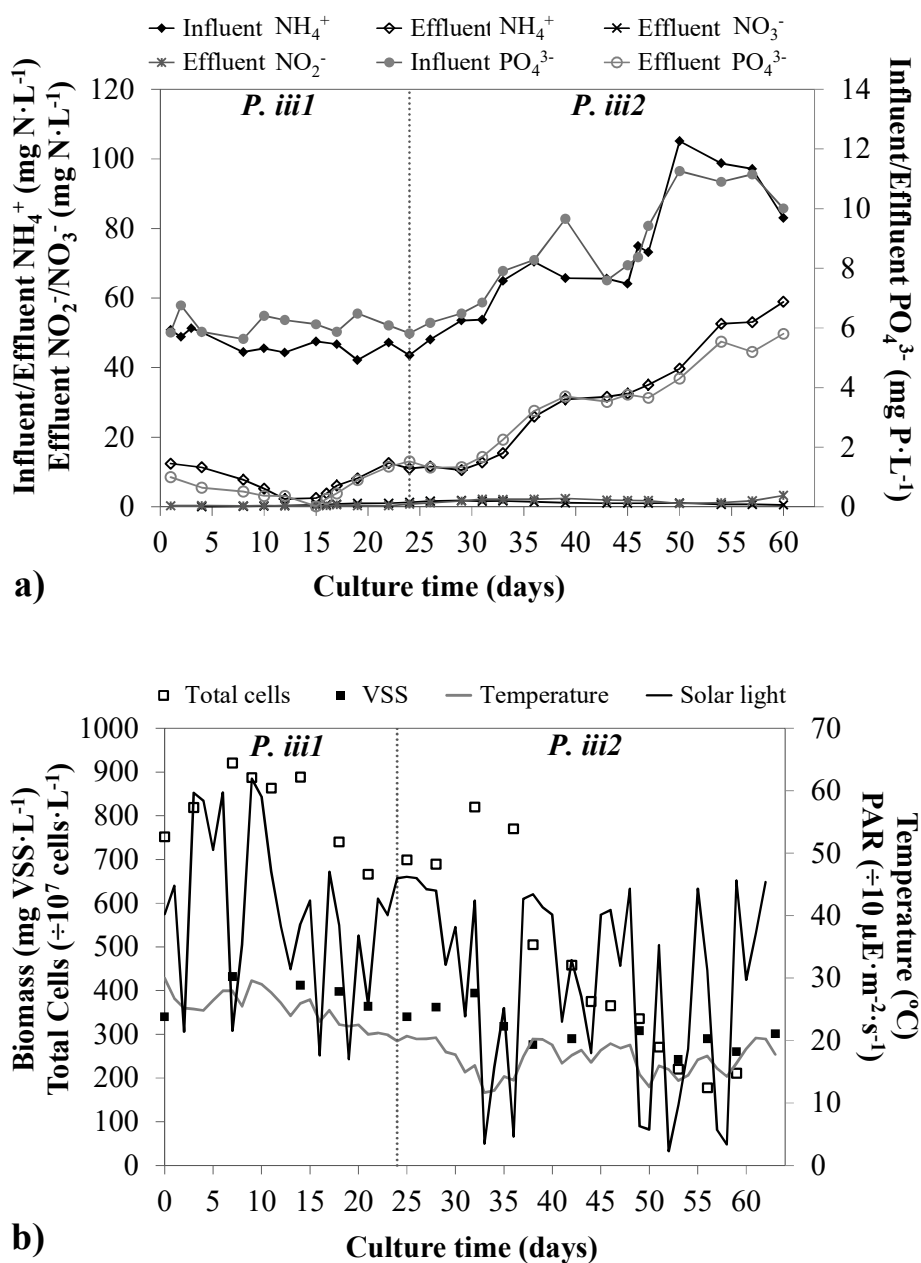 Influent NH₄⁺ Effluent NH₄⁺ Effluent NO₃⁻
Effluent NO₂⁻ Influent PO₄³⁻ Effluent PO₄³⁻
P. iii1 P. iii2
Influent/Effluent NH₄⁺ (mg N·L⁻¹)
Effluent NO₂⁻/NO₃⁻ (mg N·L⁻¹)
120
100
80
60
40
20
0
14
12
10
8
6
4
2
0
Influent/Eflfluent PO₄³⁻ (mg P·L⁻¹)
0 5 10 15 20 25 30 35 40 45 50 55 60
Culture time (days)
a)
Total cells VSS Temperature Solar light
P. iii1 P. iii2
Biomass (mg VSS·L⁻¹)
Total Cells (÷10⁷ cells·L⁻¹)
1000
900
800
700
600
500
400
300
200
100
0
70
60
50
40
30
20
10
0
Temperature (ºC)
PAR (÷10 µE·m⁻²·s⁻¹)
0 5 10 15 20 25 30 35 40 45 50 55 60
Culture time (days)
b)